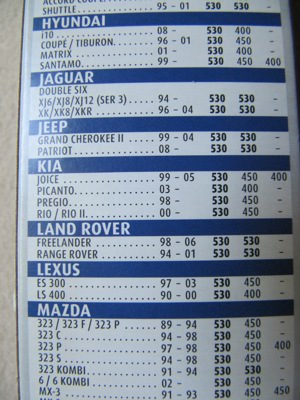 SHUTTLE 95 - 01 530 530 -
HYUNDAI
i10 08 - 530 400 -
COUPÉ / TIBURON. 96 - 01 530 450 -
MATRIX 01 - 530 400 -
SANTAMO. 99 - 530 450 400
JAGUAR
DOUBLE SIX
XJ6/XJ8/XJ12 (SER 3) 94 - 530 530 -
XK/XK8/XKR 96 - 04 530 530 -
JEEP
GRAND CHEROKEE II 99 - 04 530 530 -
PATRIOT 08 - 530 530 -
KIA
JOICE 99 - 05 530 450 400
PICANTO. 03 - 530 400 -
PREGIO. 98 - 530 450 -
RIO / RIO II. 00 - 530 450 -
LAND ROVER
FREELANDER 98 - 06 530 530 -
RANGE ROVER 94 - 01 530 530 -
LEXUS
ES 300 97 - 03 530 450 -
LS 400 90 - 00 530 400 -
MAZDA
323 / 323 F / 323 P 89 - 94 530 450 -
323 C 94 - 98 530 450 -
323 P 97 - 98 530 450 400
323 S 94 - 98 530 450 -
323 KOMBI. 91 - 94 530 530 -
6 / 6 KOMBI 02 - 530 450 -
MX-3 91 - 93 530 450 450